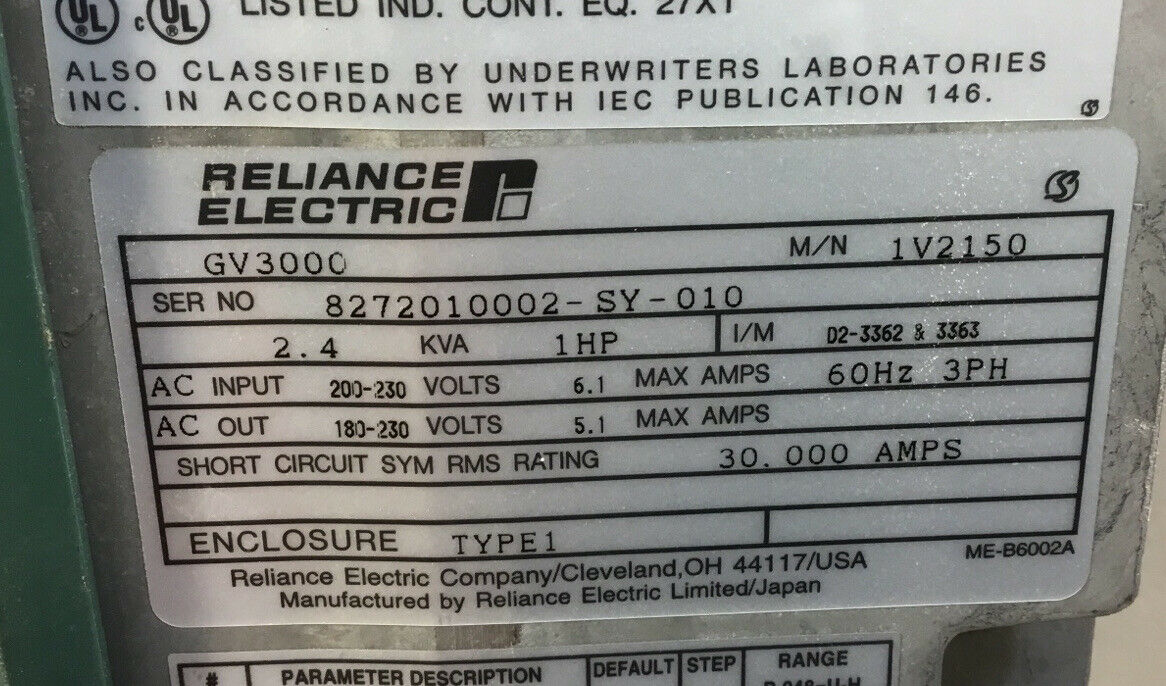 UL c UL LISTED IND. CONT. EQ. 27X1
ALSO CLASSIFIED BY UNDERWRITERS LABORATORIES
INC. IN ACCORDANCE WITH IEC PUBLICATION 146.
RELIANCE
ELECTRIC
GV3000 M/N 1V2150
SER NO 8272010002-SY-010
2.4 KVA 1HP I/M D2-3362 & 3363
AC INPUT 200-230 VOLTS 6.1 MAX AMPS 60Hz 3PH
AC OUT 180-230 VOLTS 5.1 MAX AMPS
SHORT CIRCUIT SYM RMS RATING 30.000 AMPS
ENCLOSURE TYPE1
ME-B6002A
Reliance Electric Company/Cleveland,OH 44117/USA
Manufactured by Reliance Electric Limited/Japan
# PARAMETER DESCRIPTION DEFAULT STEP RANGE